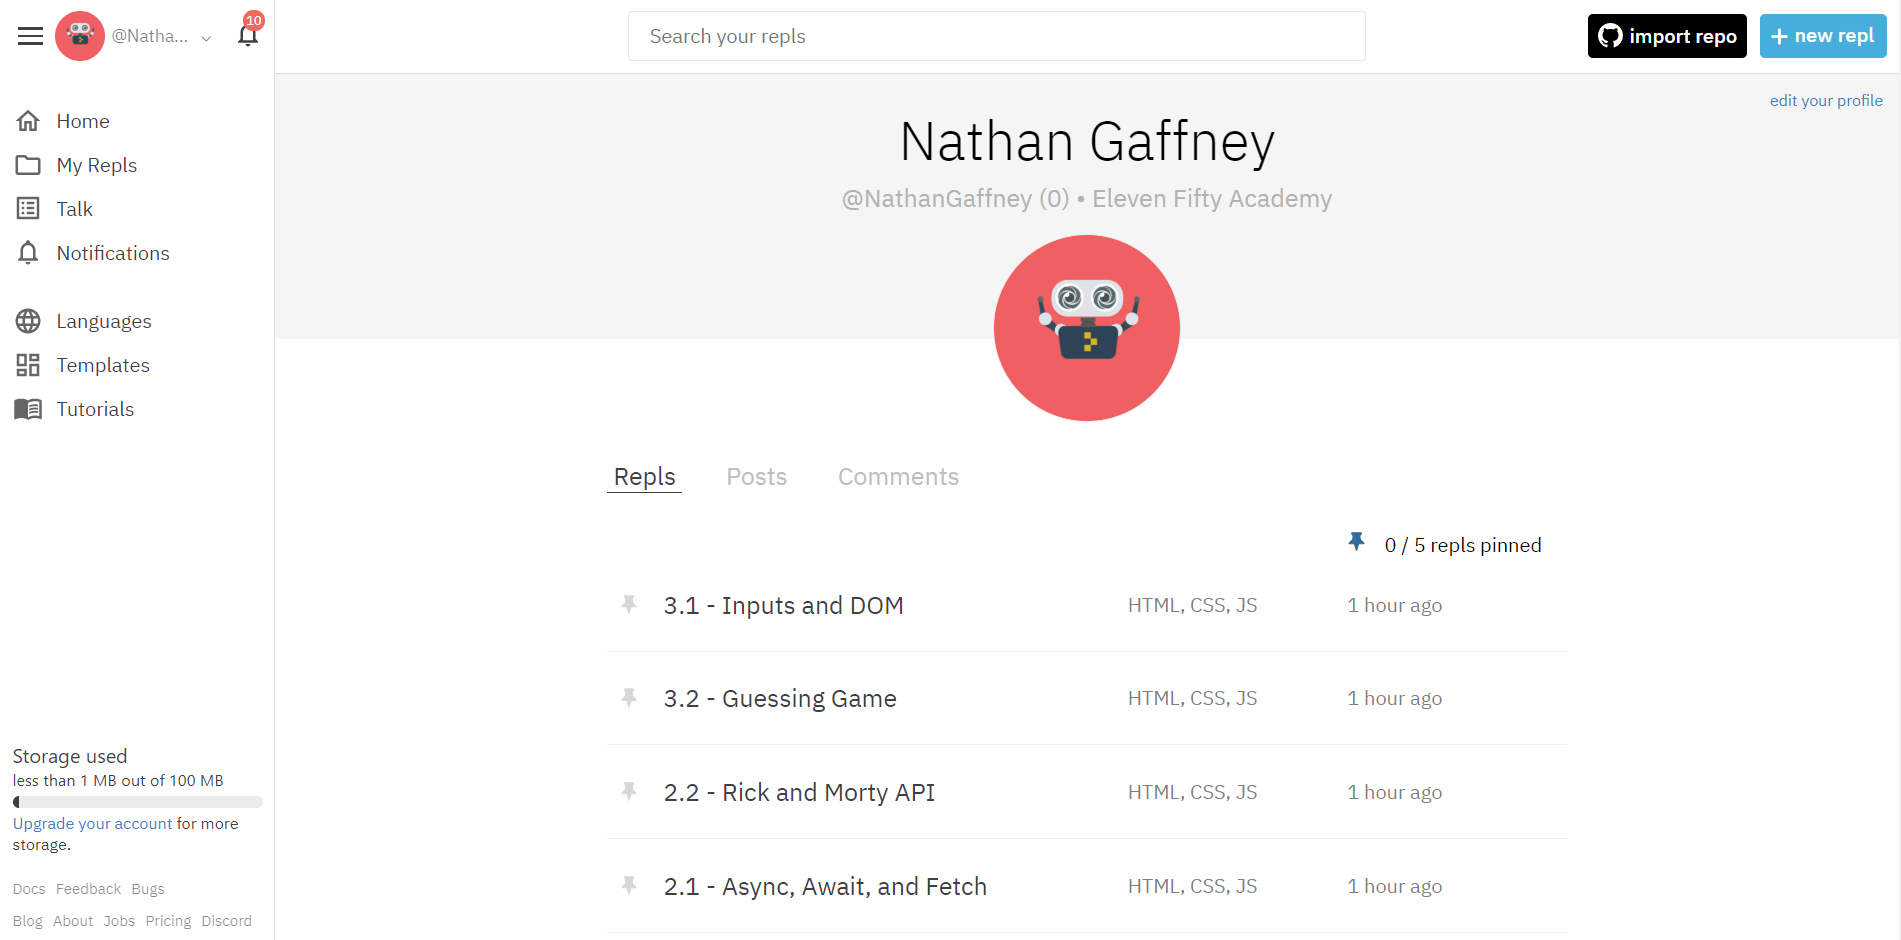 @Natha...
10
Search your repls
import repo
+ new repl
Home
My Repls
Talk
Notifications
Languages
Templates
Tutorials
Storage used
less than 1 MB out of 100 MB
Upgrade your account for more
storage.
Docs Feedback Bugs
Blog About Jobs Pricing Discord
edit your profile
Nathan Gaffney
@NathanGaffney (0) • Eleven Fifty Academy
Repls Posts Comments
0 / 5 repls pinned
3.1 - Inputs and DOM HTML, CSS, JS 1 hour ago
3.2 - Guessing Game HTML, CSS, JS 1 hour ago
2.2 - Rick and Morty API HTML, CSS, JS 1 hour ago
2.1 - Async, Await, and Fetch HTML, CSS, JS 1 hour ago